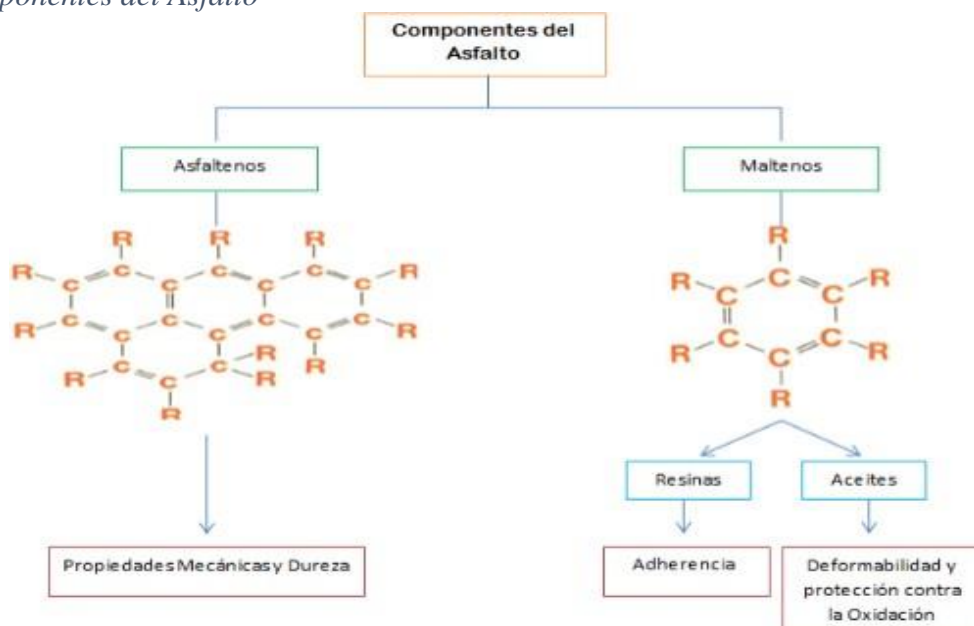 ponentes del Asfalto
Componentes del
Asfalto
Asfaltenos
Maltenos
R R R
R C C C R
C C C C
C C C C
R C C C R
R
C C R
R C R
R
R
C
R C C R
R C C R
C
R
Resinas
Aceites
Propiedades Mecánicas y Dureza
Adherencia
Deformabilidad y
protección contra
la Oxidación